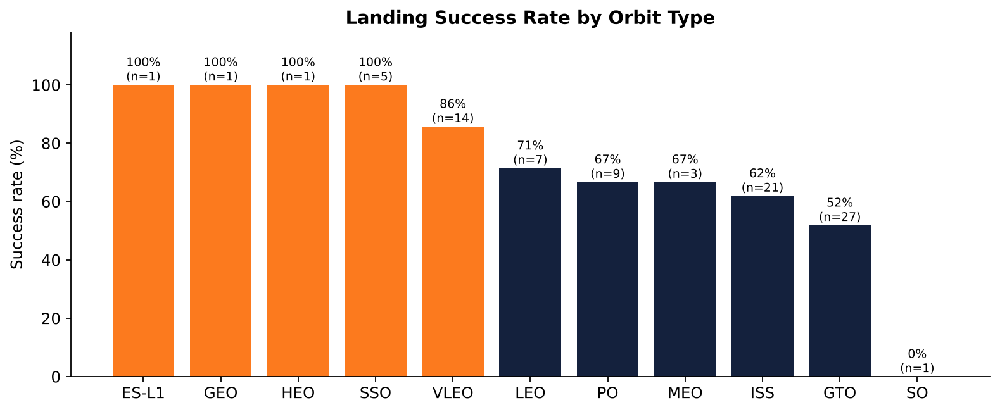 Landing Success Rate by Orbit Type
Success rate (%)
100
80
60
40
20
0
100%
(n=1)
100%
(n=1)
100%
(n=1)
100%
(n=5)
86%
(n=14)
71%
(n=7)
67%
(n=9)
67%
(n=3)
62%
(n=21)
52%
(n=27)
0%
(n=1)
ES-L1
GEO
HEO
SSO
VLEO
LEO
PO
MEO
ISS
GTO
SO